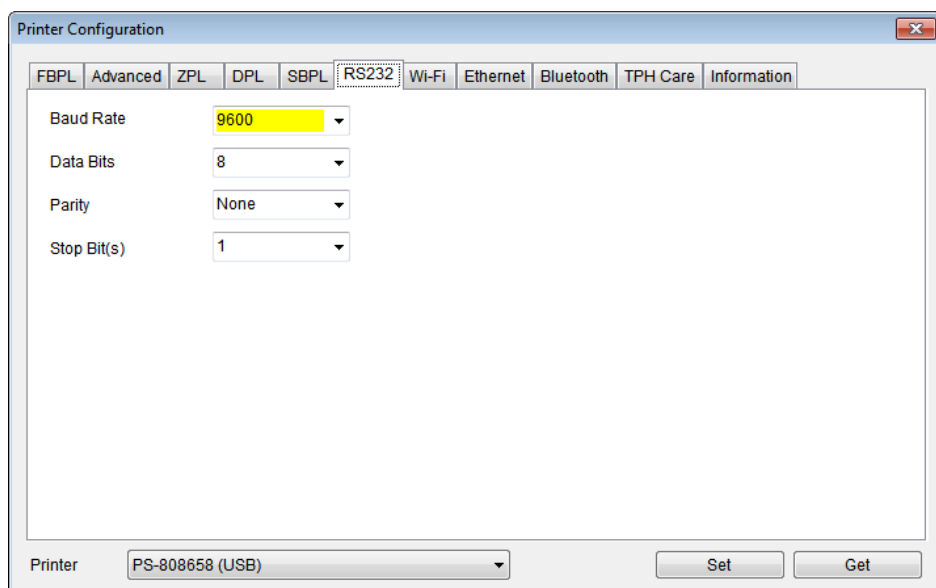 Printer Configuration
FBPL Advanced ZPL DPL SBPL RS232 Wi-Fi Ethernet Bluetooth TPH Care Information
Baud Rate 9600
Data Bits 8
Parity None
Stop Bit(s) 1
Printer PS-808658 (USB) Set Get